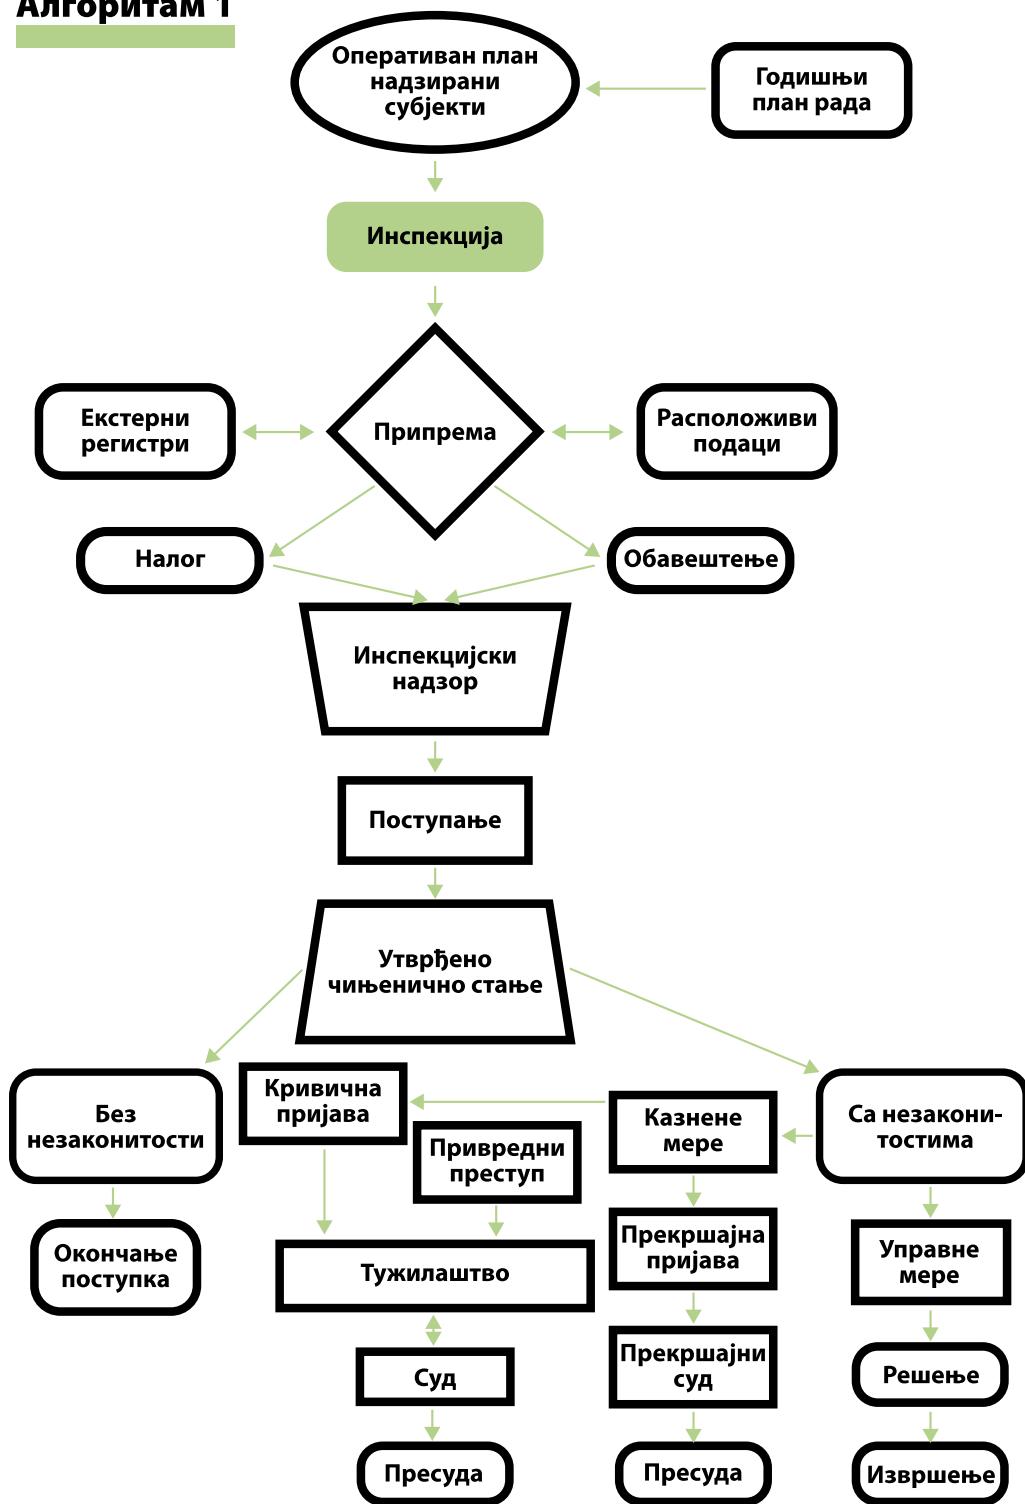 Алгоритам 1
Оперативан план
надзирани
субјекти
Годишњи
план рада
Инспекција
Екстерни
регистри
Припрема
Расположиви
подаци
Налог
Обавештење
Инспекцијски
надзор
Поступање
Утврђено
чињенично стање
Без
незаконитости
Кривична
пријава
Привредни
преступ
Казнене
мере
Са незакони-
тостима
Окончање
поступка
Тужилаштво
Прекршајна
пријава
Управне
мере
Суд
Прекршајни
суд
Решење
Пресуда
Пресуда
Извршење